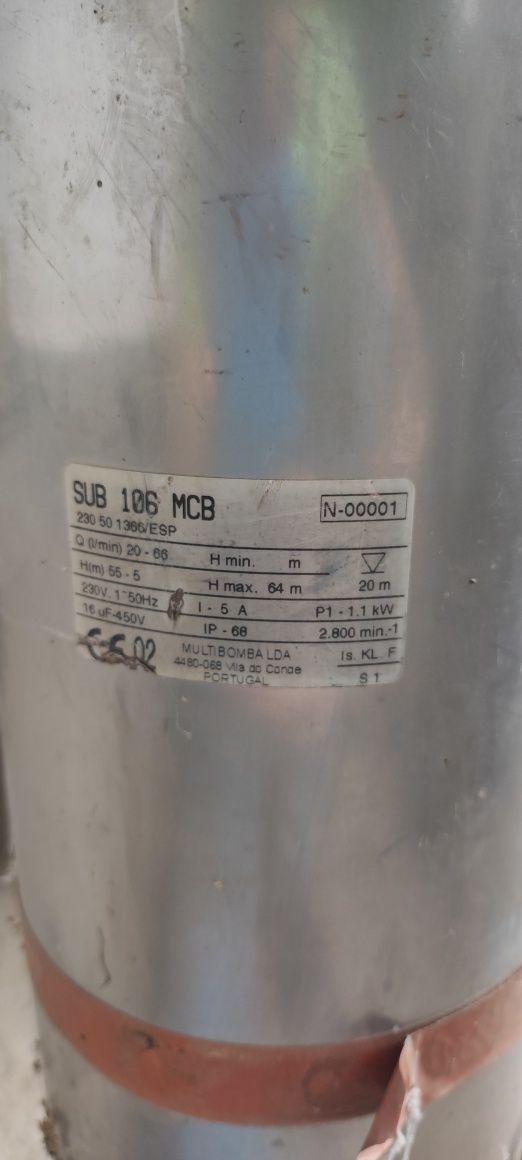 SUB 106 MCB
N-00001
230 50 1366/ESP
Q (l/min) 20 - 66
H min. m
H(m) 55 - 5
H max. 64 m
20 m
230V. 1~50Hz
I - 5 A
P1 - 1.1 kW
16 uF-450V
IP - 68
2.800 min.-1
CE 02
MULTIBOMBA LDA
Is. KL. F
4480-068 Vila do Conde
PORTUGAL
S 1